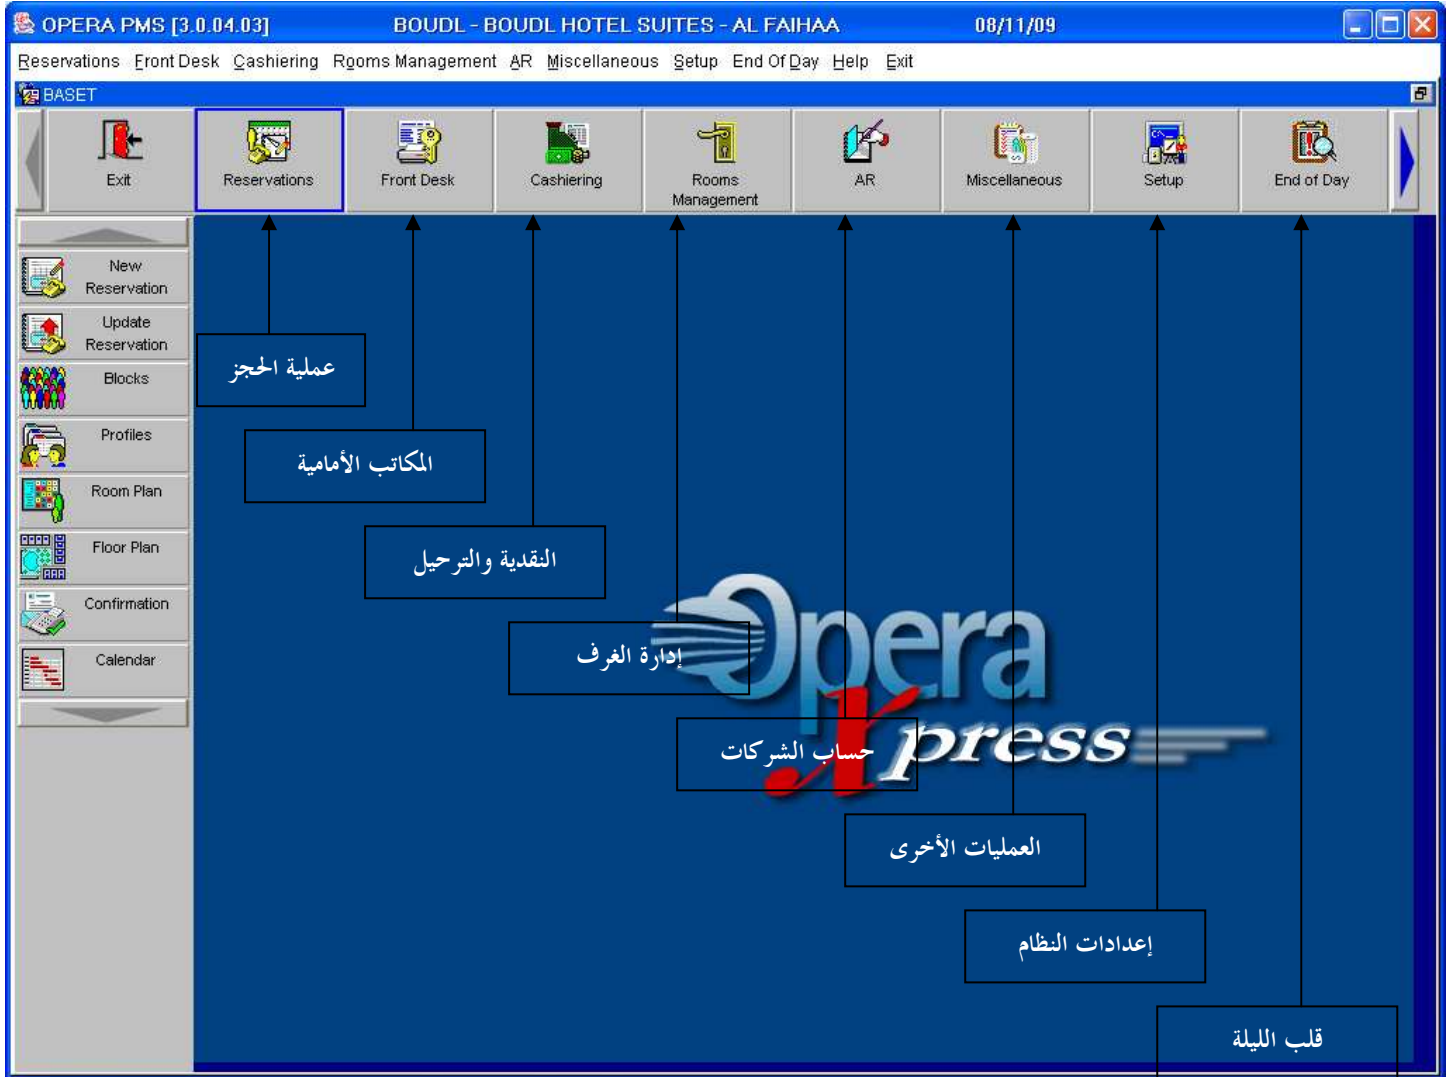 OPERA PMS [3.0.04.03] BOUDL - BOUDL HOTEL SUITES - AL FAIHAA 08/11/09
Reservations Front Desk Cashiering Rooms Management AR Miscellaneous Setup End Of Day Help Exit
BASET
Exit
Reservations
Front Desk
Cashiering
Rooms
Management
AR
Miscellaneous
Setup
End of Day
New
Reservation
Update
Reservation
Blocks
Profiles
Room Plan
Floor Plan
Confirmation
Calendar
عملية الحجز
المكاتب الأمامية
النقدية والترحيل
إدارة الغرف
حساب الشركات
العمليات الأخرى
إعدادات النظام
قلب الليلة
Opera
Xpress